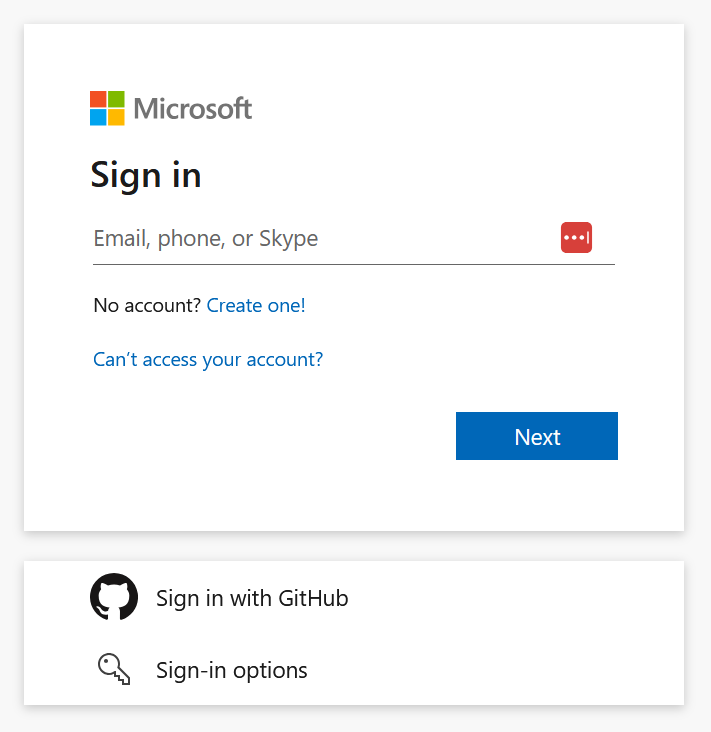 Microsoft
Sign in
Email, phone, or Skype
No account? Create one!
Can’t access your account?
Next
Sign in with GitHub
Sign-in options